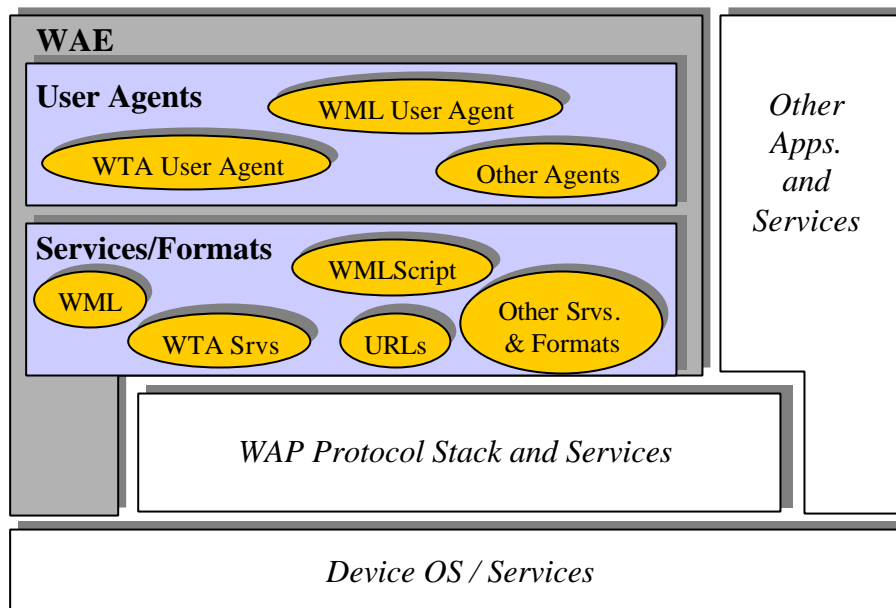 WAE
User Agents
WML User Agent
WTA User Agent
Other Agents
Other
Apps.
and
Services
Services/Formats
WMLScript
WML
WTA Srvs
URLs
Other Srvs.
& Formats
WAP Protocol Stack and Services
Device OS / Services